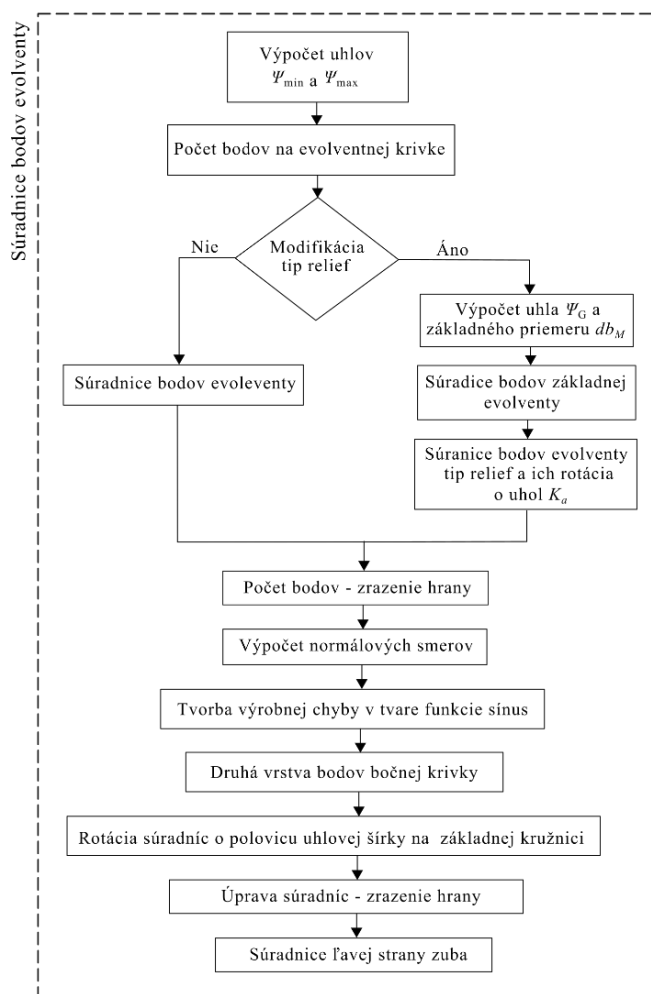 Súradnice bodov evolventy
Výpočet uhlov
Ψmin a Ψmax
Počet bodov na evolventnej krivke
Modifikácia
tip relief
Nie
Áno
Výpočet uhla ΨG a
základného priemeru dbM
Súradnice bodov evoleventy
Súradice bodov základnej
evolventy
Súranice bodov evolventy
tip relief a ich rotácia
o uhol Ka
Počet bodov - zrazenie hrany
Výpočet normálových smerov
Tvorba výrobnej chyby v tvare funkcie sínus
Druhá vrstva bodov bočnej krivky
Rotácia súradníc o polovicu uhlovej šírky na základnej kružnici
Úprava súradníc - zrazenie hrany
Súradnice ľavej strany zuba